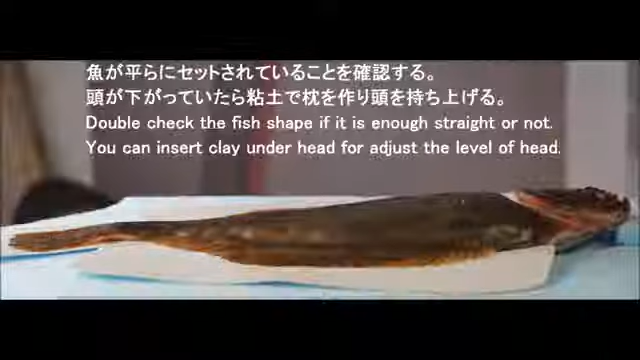 魚が平らにセットされていることを確認する。
頭が下がっていたら粘土で枕を作り頭を持ち上げる。
Double check the fish shape if it is enough straight or not.
You can insert clay under head for adjust the level of head.